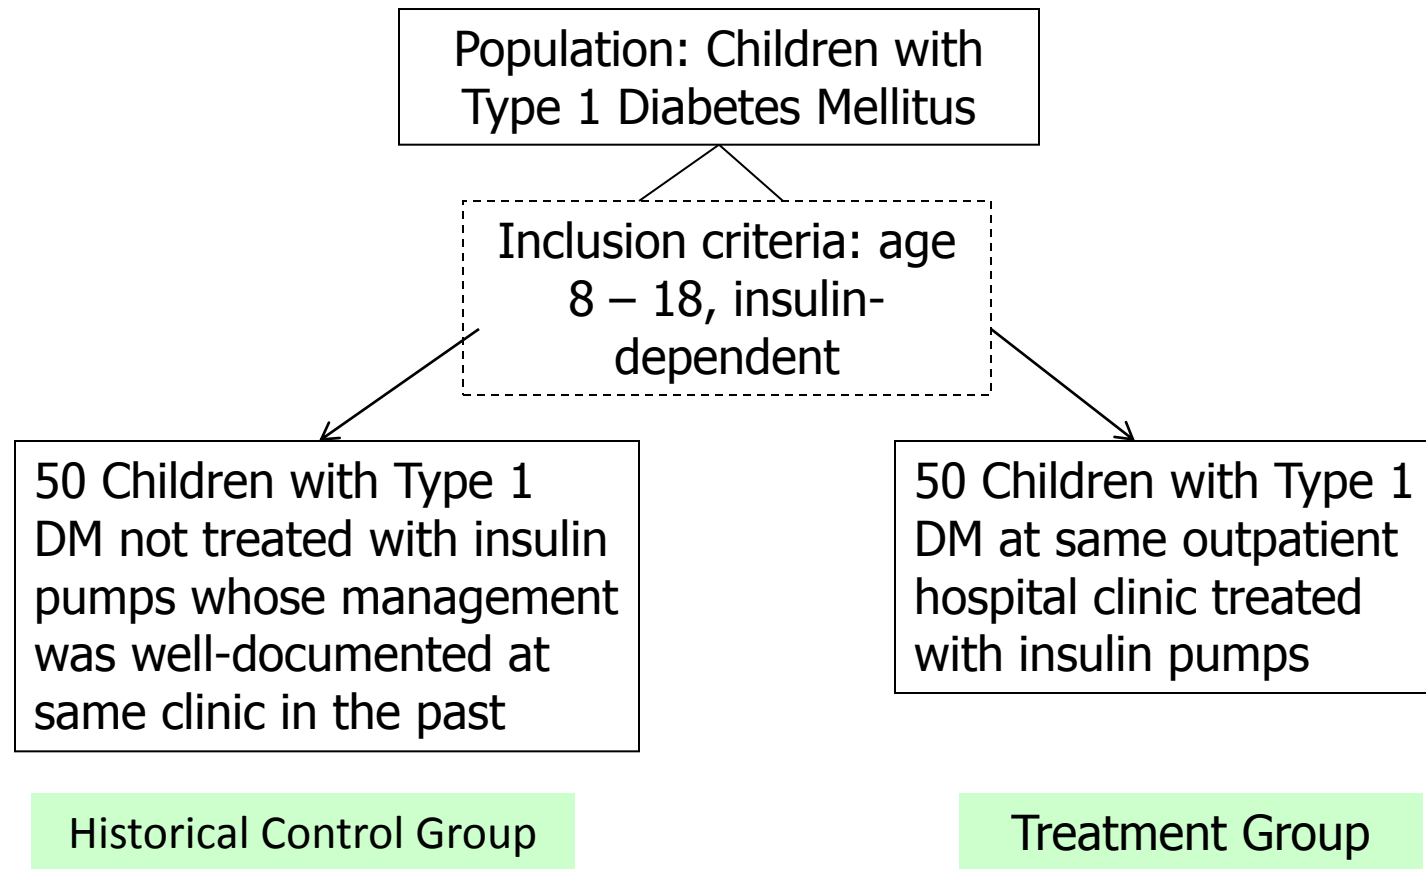 Population: Children with
Type 1 Diabetes Mellitus
Inclusion criteria: age
8 – 18, insulin-
dependent
50 Children with Type 1
DM not treated with insulin
pumps whose management
was well-documented at
same clinic in the past
50 Children with Type 1
DM at same outpatient
hospital clinic treated
with insulin pumps
Historical Control Group
Treatment Group